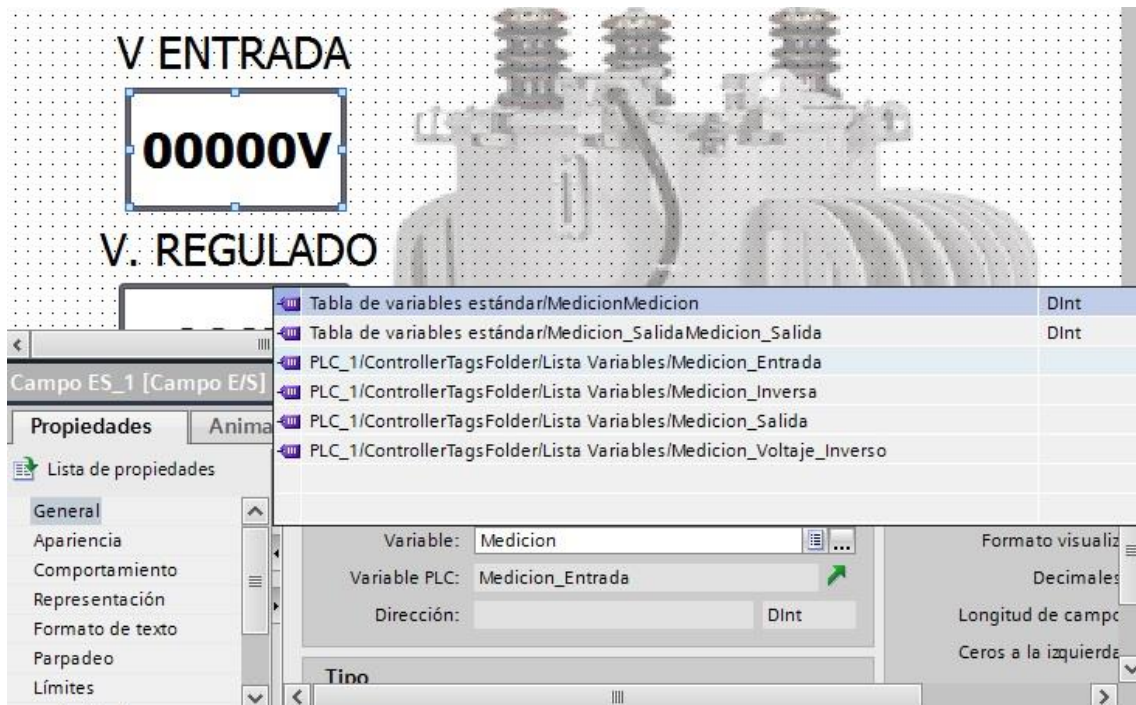 V ENTRADA
00000V
V. REGULADO
Tabla de variables estándar/MedicionMedicion DInt
Tabla de variables estándar/Medicion_SalidaMedicion_Salida DInt
PLC_1/ControllerTagsFolder/Lista Variables/Medicion_Entrada
PLC_1/ControllerTagsFolder/Lista Variables/Medicion_Inversa
PLC_1/ControllerTagsFolder/Lista Variables/Medicion_Salida
PLC_1/ControllerTagsFolder/Lista Variables/Medicion_Voltaje_Inverso
Campo ES_1 [Campo E/S]
Propiedades Anima
Lista de propiedades
General
Apariencia
Comportamiento
Representación
Formato de texto
Parpadeo
Límites
Variable: Medicion ...
Variable PLC: Medicion_Entrada
Dirección: DInt
Tipo
Formato visualiz
Decimales
Longitud de campo
Ceros a la izquierda